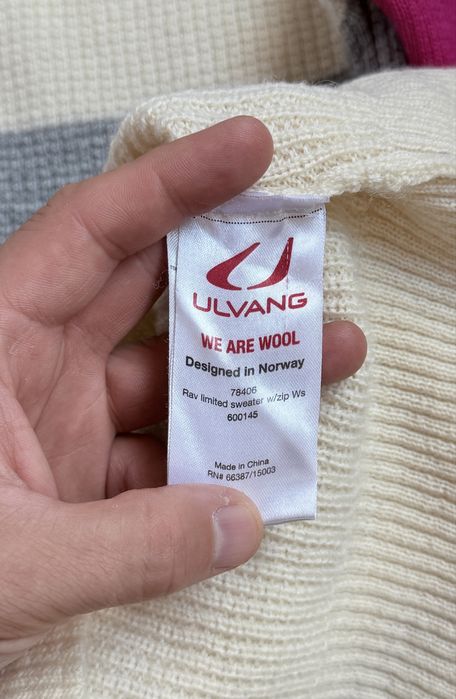 ULVANG
WE ARE WOOL
Designed in Norway
78406
Rav limited sweater w/zip Ws
600145
Made in China
RN# 66387/15003